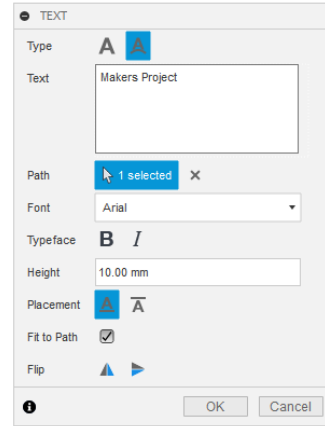 TEXT
Type A A
Text Makers Project
Path 1 selected
Font Arial
Typeface B I
Height 10.00 mm
Placement A A
Fit to Path
Flip
OK Cancel